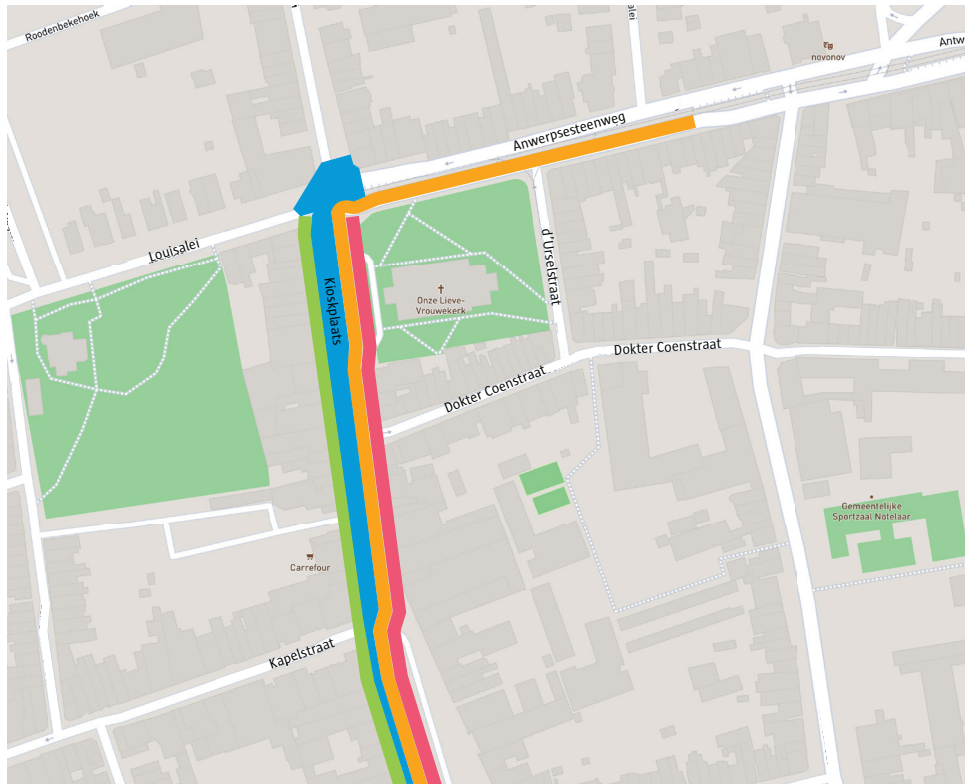 Roodenbekehoek
alei
novonov
Antw
Anwerpsesteenweg
Louisalei
d'Urselstraat
Kioskplaats
Onze Lieve-
Vrouwekerk
Dokter Coenstraat
Dokter Coenstraat
Gemeentelijke
Sportzaal Notelaar
Carrefour
Kapelstraat